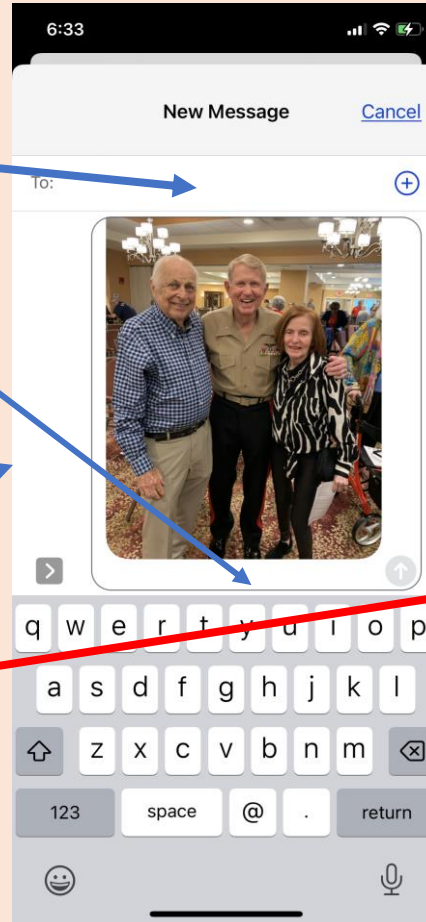 6:33
New Message Cancel
To:
q w e r t y u i o p
a s d f g h j k l
z x c v b n m
123 space @ . return